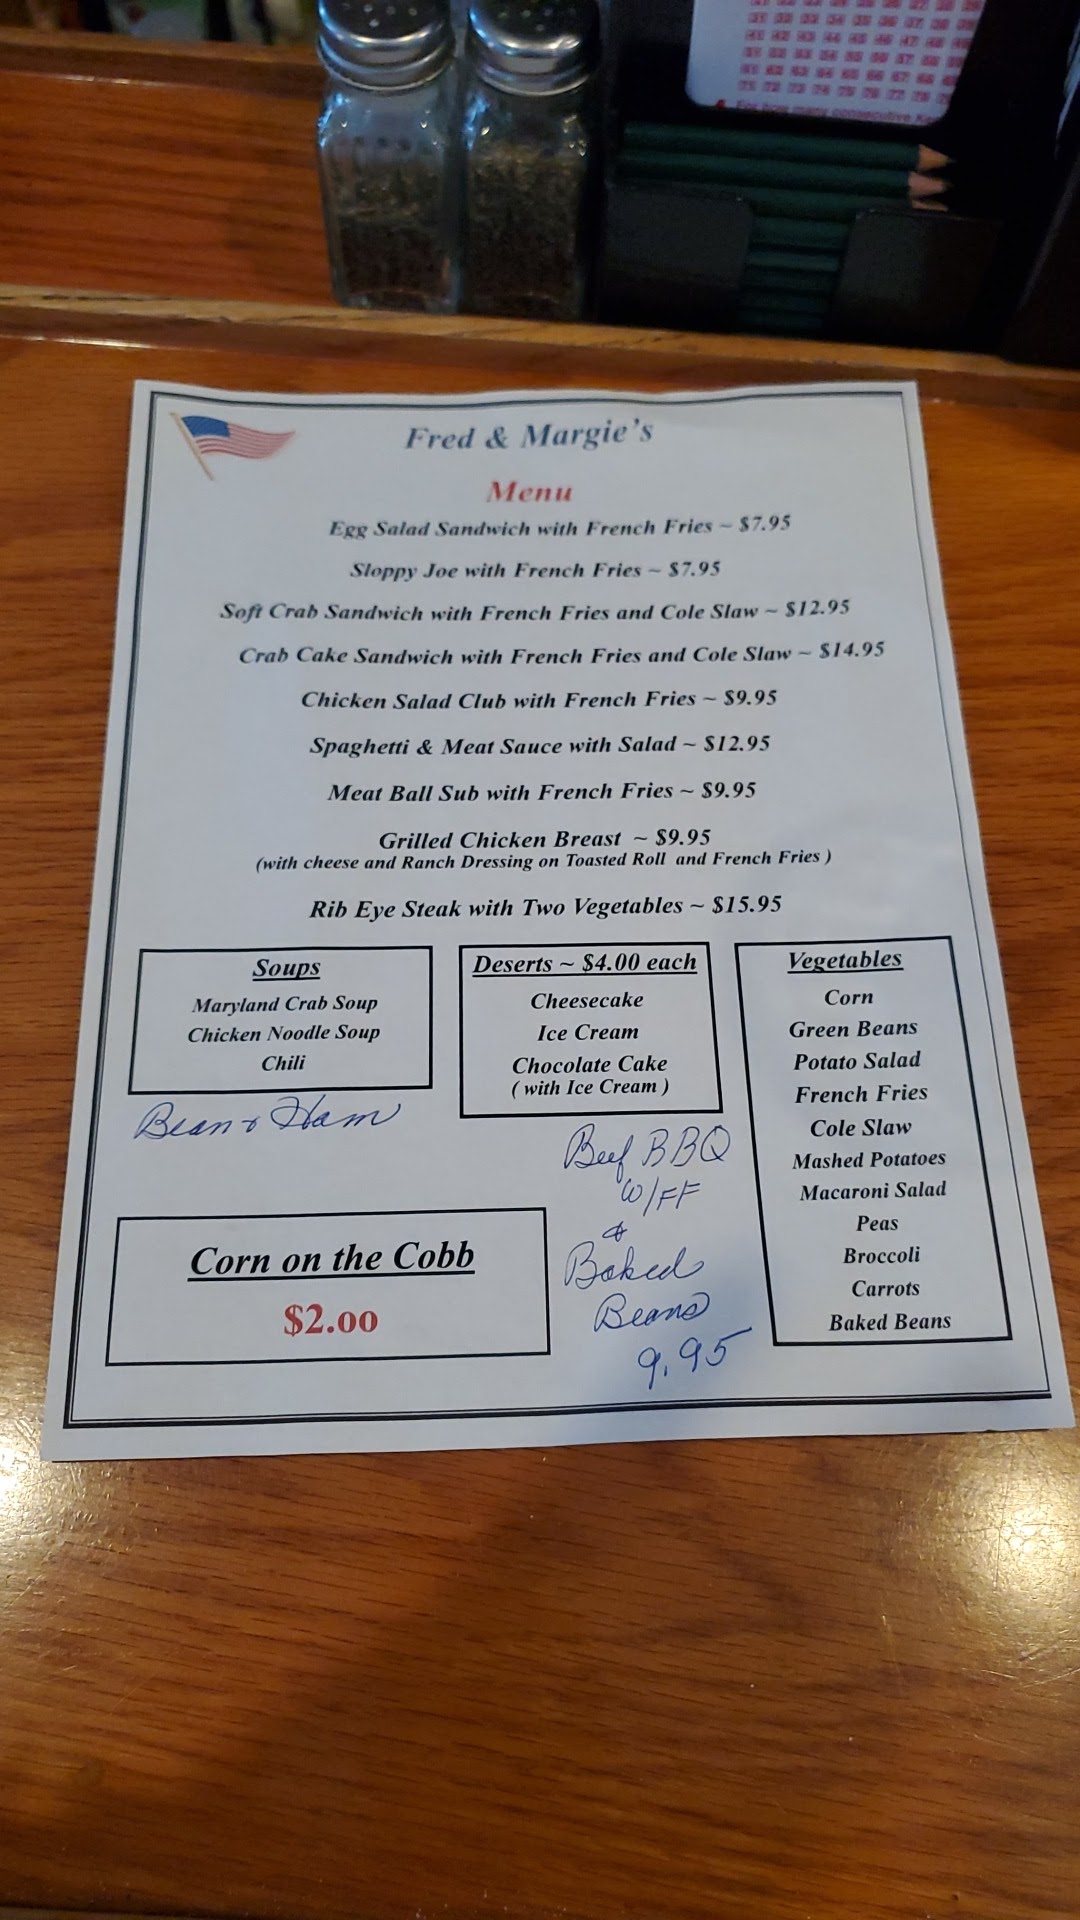 4. For how many consecutive
Fred & Margie's
Menu
Egg Salad Sandwich with French Fries ~ $7.95
Sloppy Joe with French Fries ~ $7.95
Soft Crab Sandwich with French Fries and Cole Slaw ~ $12.95
Crab Cake Sandwich with French Fries and Cole Slaw ~ $14.95
Chicken Salad Club with French Fries ~ $9.95
Spaghetti & Meat Sauce with Salad ~ $12.95
Meat Ball Sub with French Fries ~ $9.95
Grilled Chicken Breast ~ $9.95
(with cheese and Ranch Dressing on Toasted Roll and French Fries )
Rib Eye Steak with Two Vegetables ~ $15.95
Soups
Maryland Crab Soup
Chicken Noodle Soup
Chili
Bean & Ham
Deserts ~ $4.00 each
Cheesecake
Ice Cream
Chocolate Cake
( with Ice Cream )
Beef BBQ
W/FF
&
Baked
Beans
9.95
Vegetables
Corn
Green Beans
Potato Salad
French Fries
Cole Slaw
Mashed Potatoes
Macaroni Salad
Peas
Broccoli
Carrots
Baked Beans
Corn on the Cobb
$2.00